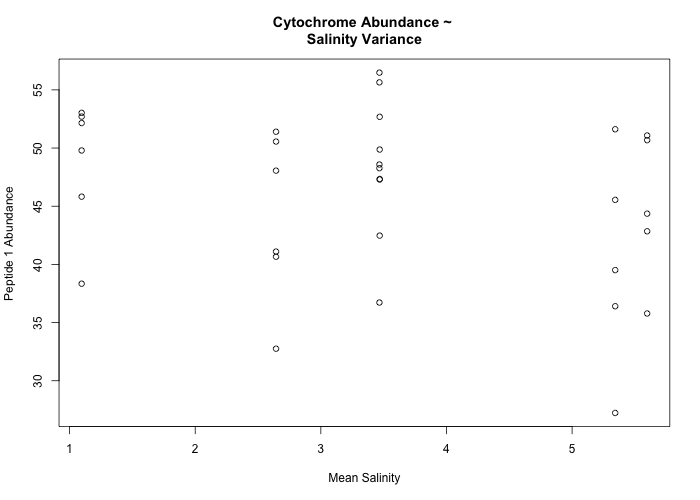 Cytochrome Abundance ~
Salinity Variance
Peptide 1 Abundance
55
50
45
40
35
30
1 2 3 4 5
Mean Salinity